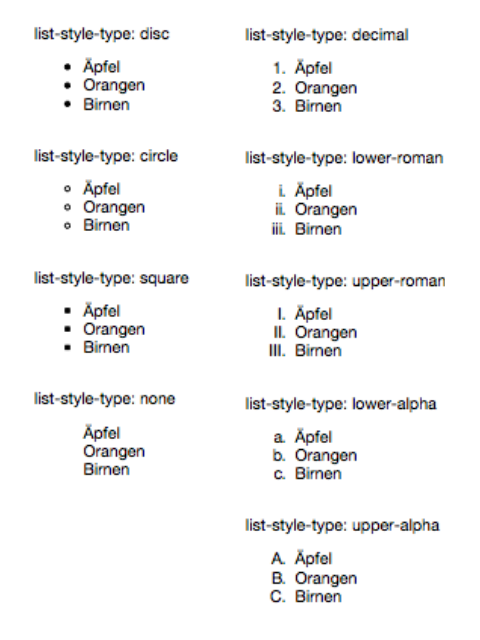 list-style-type: disc
• Äpfel
• Orangen
• Birnen
list-style-type: circle
◦ Äpfel
◦ Orangen
◦ Birnen
list-style-type: square
▪ Äpfel
▪ Orangen
▪ Birnen
list-style-type: none
Äpfel
Orangen
Birnen
list-style-type: decimal
1. Äpfel
2. Orangen
3. Birnen
list-style-type: lower-roman
i. Äpfel
ii. Orangen
iii. Birnen
list-style-type: upper-roman
I. Äpfel
II. Orangen
III. Birnen
list-style-type: lower-alpha
a. Äpfel
b. Orangen
c. Birnen
list-style-type: upper-alpha
A. Äpfel
B. Orangen
C. Birnen